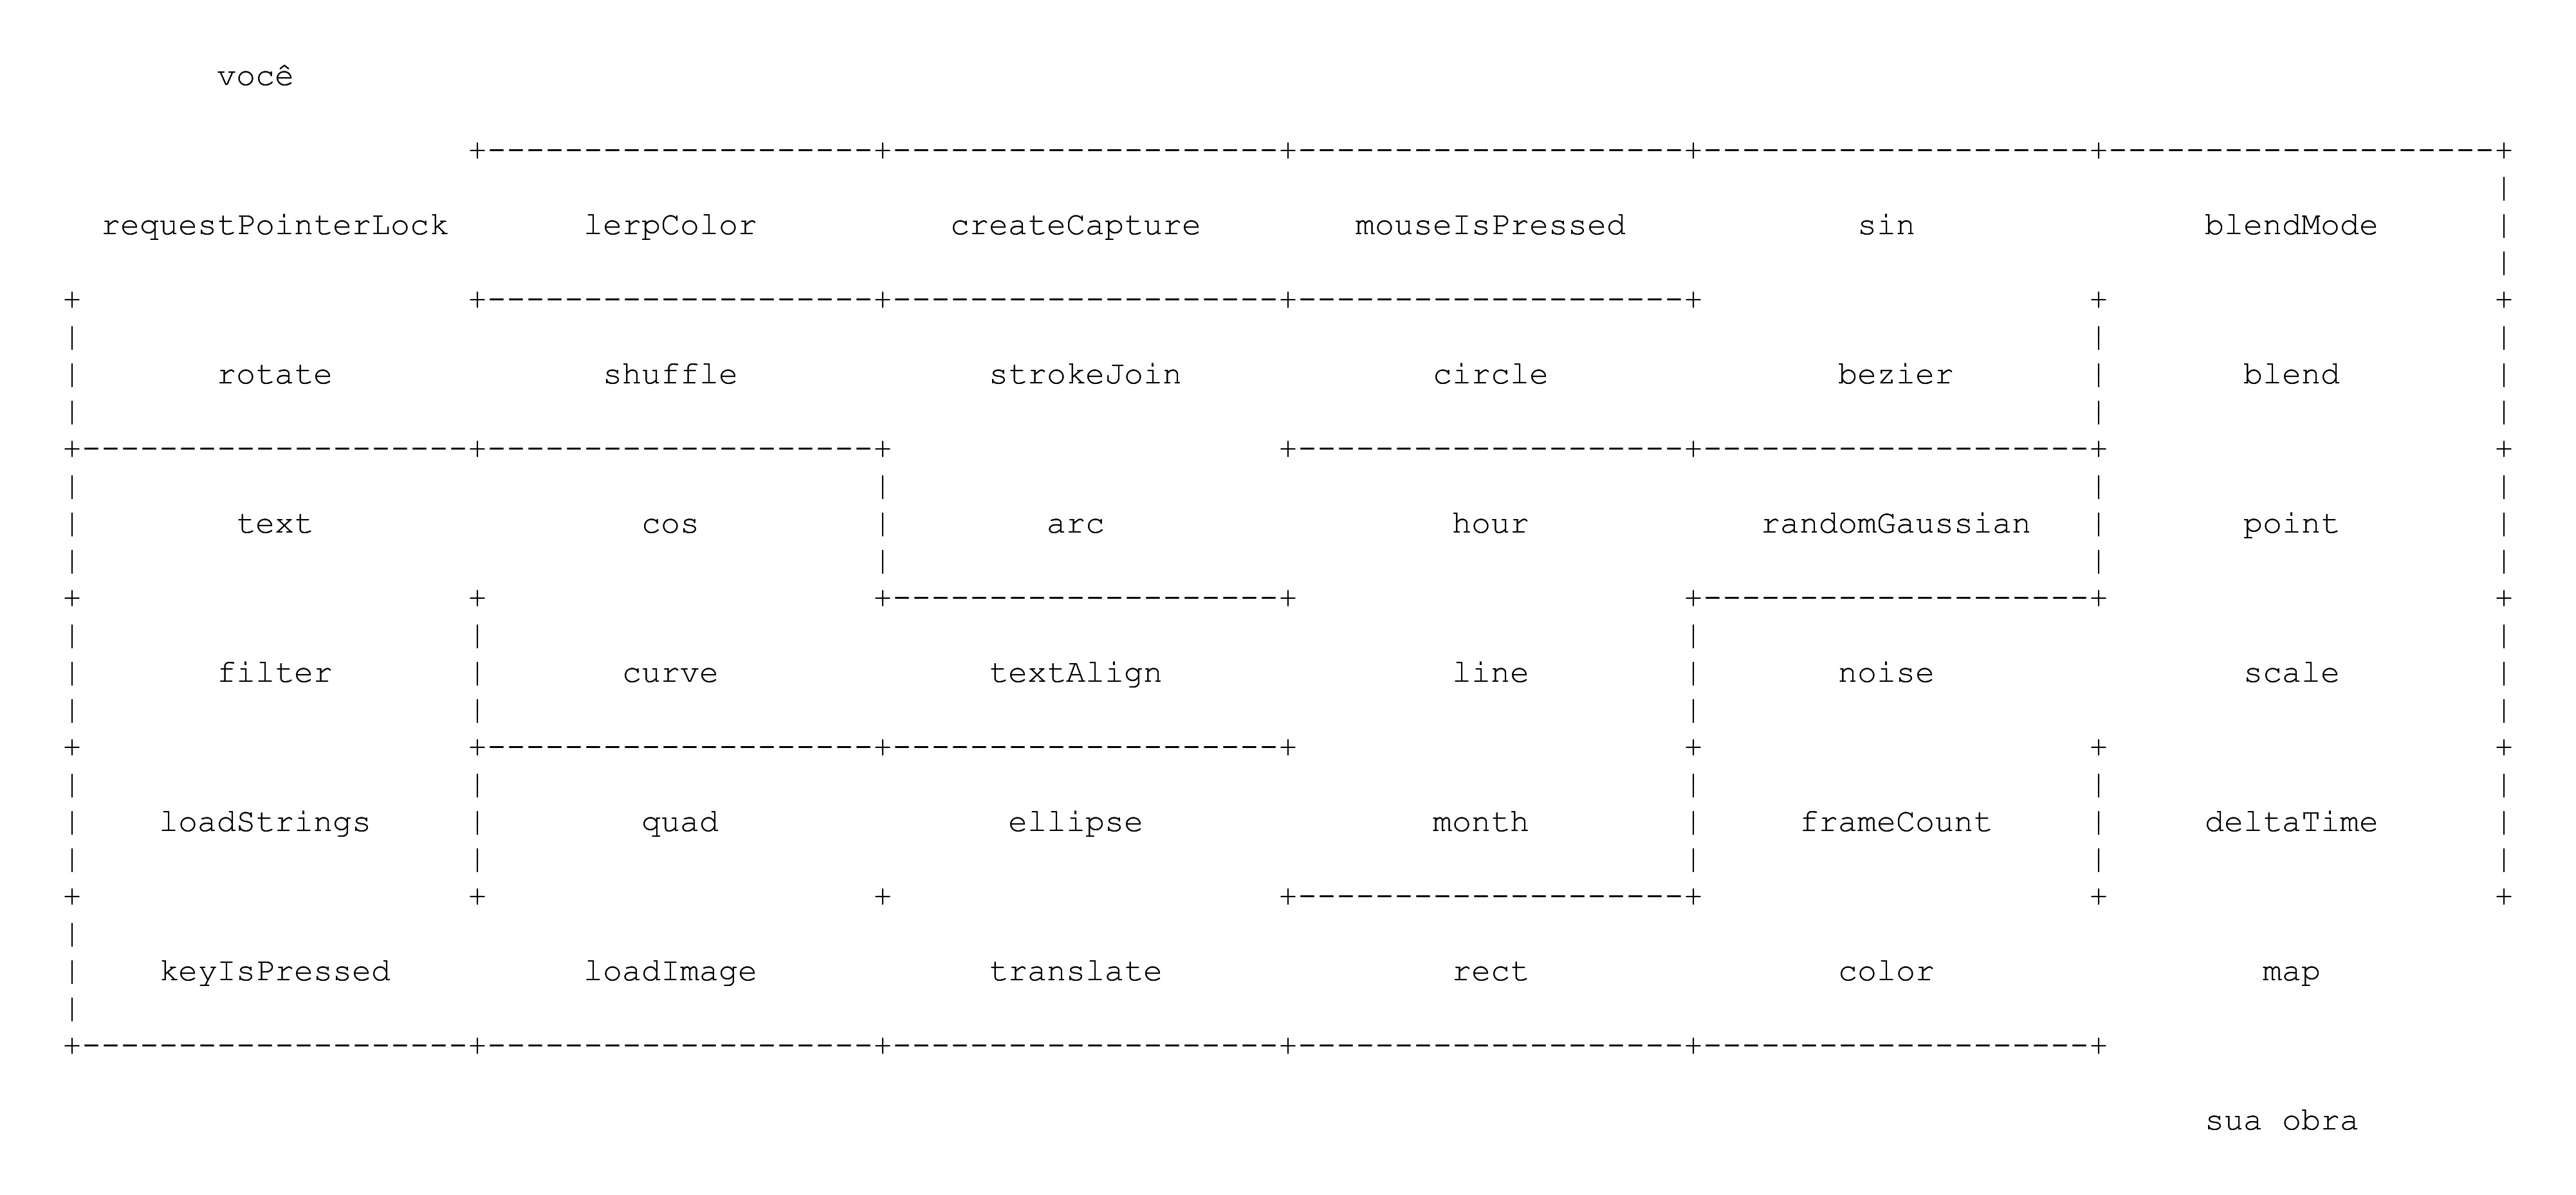 você
requestPointerLock lerpColor createCapture mouseIsPressed sin blendMode
rotate shuffle strokeJoin circle bezier blend
text cos arc hour randomGaussian point
filter curve textAlign line noise scale
loadStrings quad ellipse month frameCount deltaTime
keyIsPressed loadImage translate rect color map
sua obra